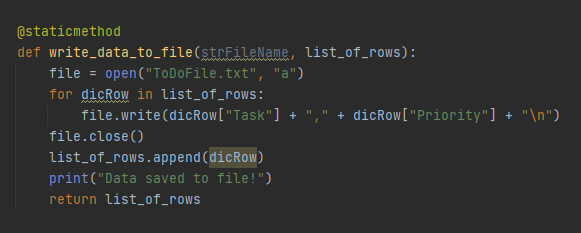 @staticmethod
def write_data_to_file(strFileName, list_of_rows):
    file = open("ToDoFile.txt", "a")
    for dicRow in list_of_rows:
        file.write(dicRow["Task"] + "," + dicRow["Priority"] + "\n")
    file.close()
    list_of_rows.append(dicRow)
    print("Data saved to file!")
    return list_of_rows